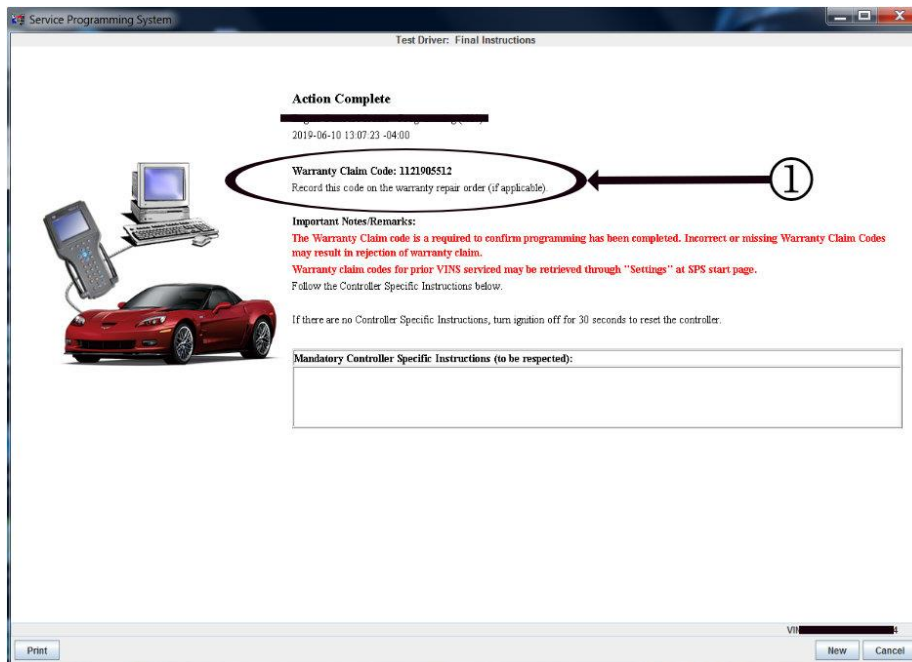 Service Programming System
Test Driver: Final Instructions
Action Complete
2019-06-10 13:07:23 -04:00
Warranty Claim Code: 1121905512
Record this code on the warranty repair order (if applicable).
1
Important Notes/Remarks:
The Warranty Claim code is a required to confirm programming has been completed. Incorrect or missing Warranty Claim Codes
may result in rejection of warranty claim.
Warranty claim codes for prior VINS serviced may be retrieved through "Settings" at SPS start page.
Follow the Controller Specific Instructions below.
If there are no Controller Specific Instructions, turn ignition off for 30 seconds to reset the controller.
Mandatory Controller Specific Instructions (to be respected):
VIN 4
Print
New
Cancel